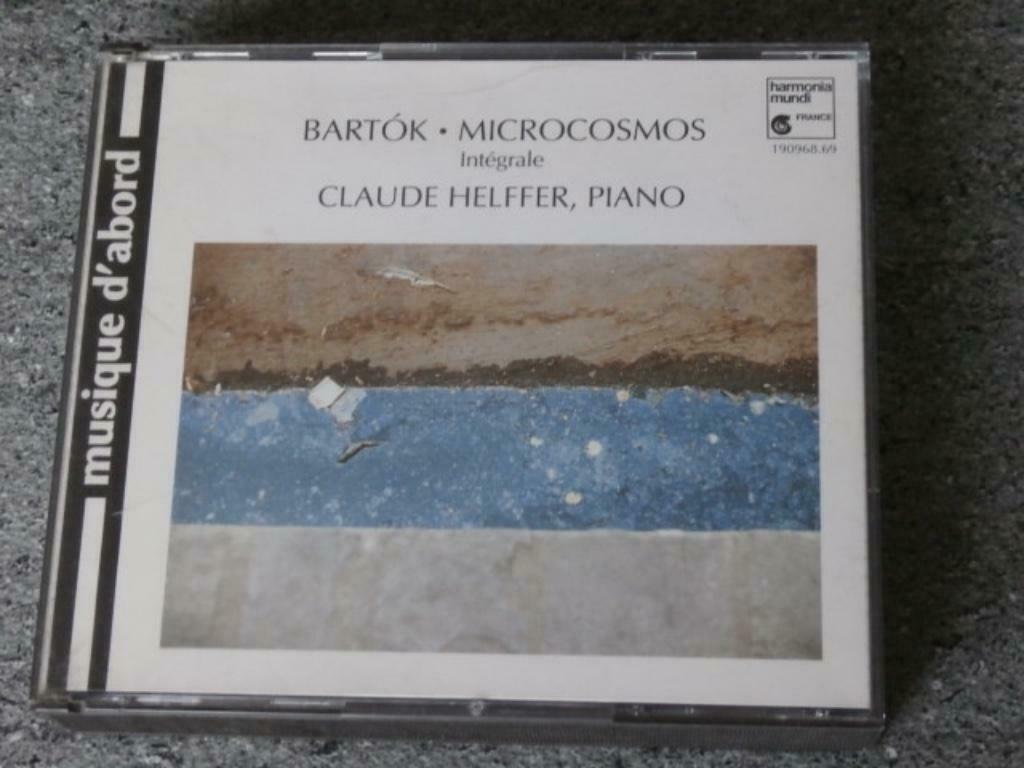 BARTÓK • MICROCOSMOS
Intégrale
CLAUDE HELFFER, PIANO
harmonia
mundi
FRANCE
190968.69
musique d'abord